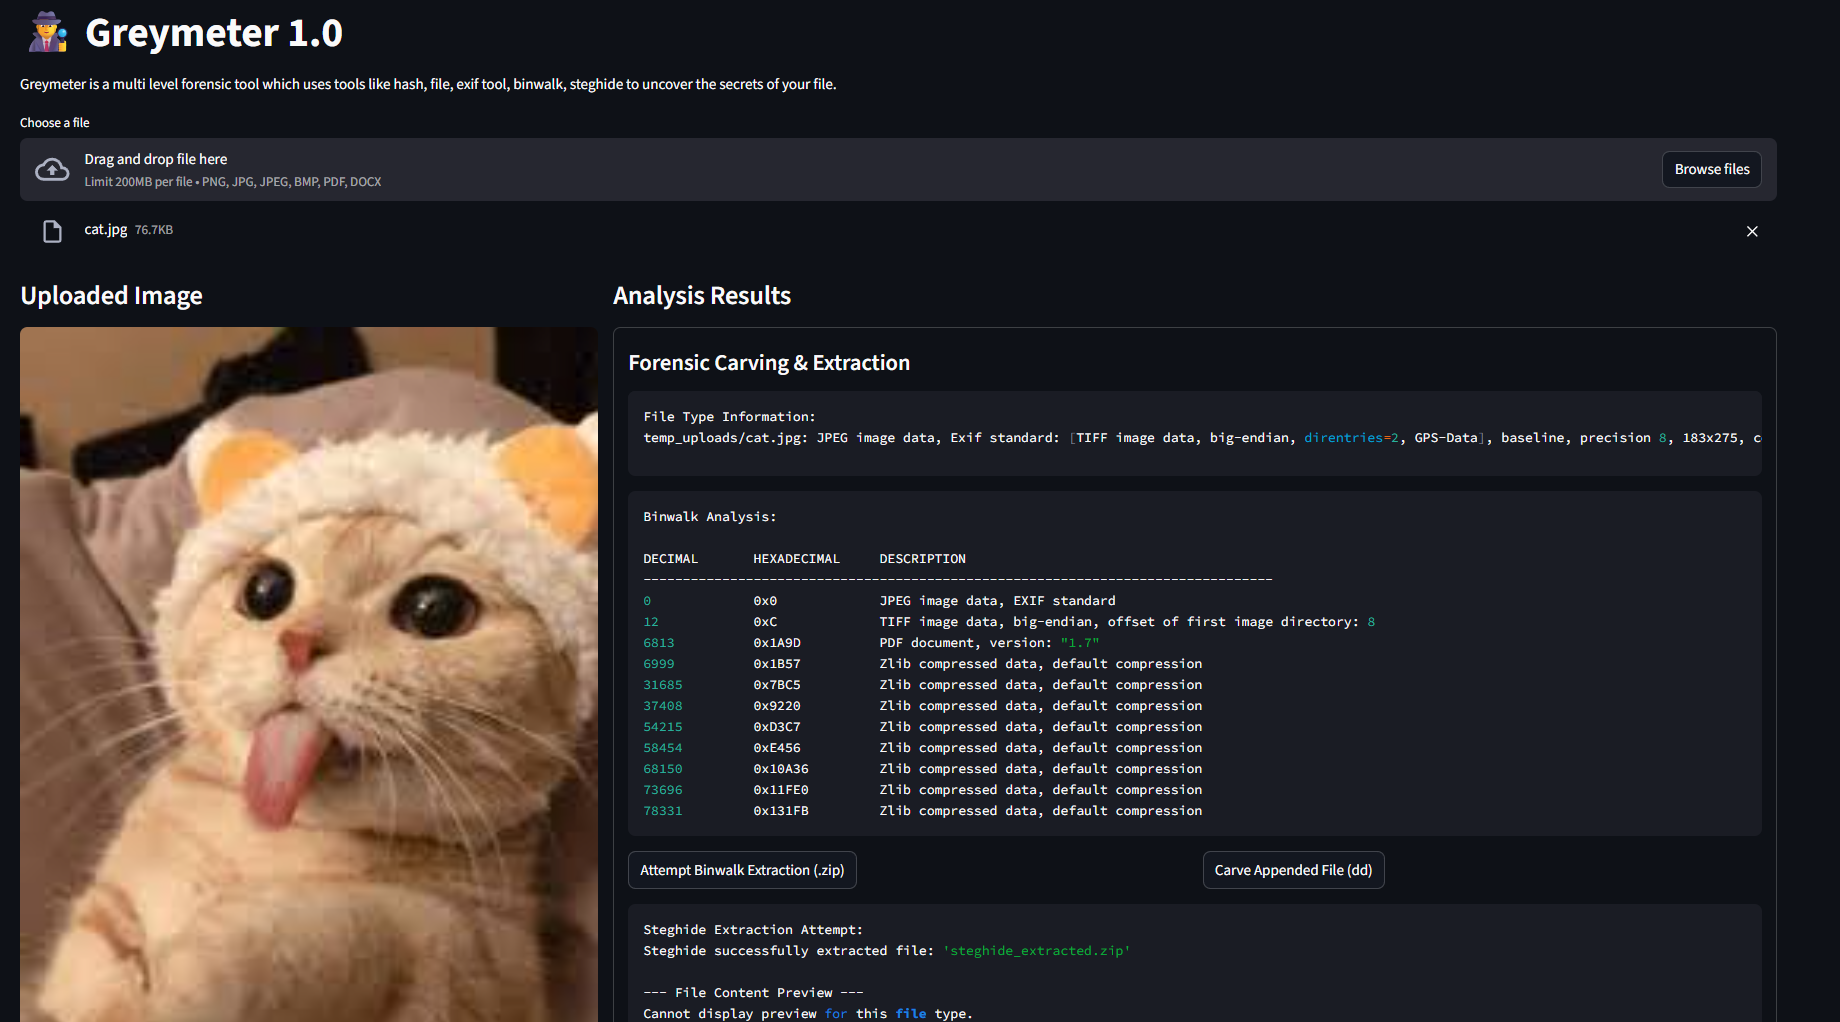 Greymeter 1.0
Greymeter is a multi level forensic tool which uses tools like hash, file, exif tool, binwalk, steghide to uncover the secrets of your file.
Choose a file
Drag and drop file here
Limit 200MB per file • PNG, JPG, JPEG, BMP, PDF, DOCX
Browse files
cat.jpg 76.7KB
Uploaded Image
Analysis Results
Forensic Carving & Extraction
File Type Information:
temp_uploads/cat.jpg: JPEG image data, Exif standard: [TIFF image data, big-endian, direntries=2, GPS-Data], baseline, precision 8, 183x275, c
Binwalk Analysis:
DECIMAL HEXADECIMAL DESCRIPTION
--------------------------------------------------------------------------------
0 0x0 JPEG image data, EXIF standard
12 0xC TIFF image data, big-endian, offset of first image directory: 8
6813 0x1A9D PDF document, version: "1.7"
6999 0x1B57 Zlib compressed data, default compression
31685 0x7BC5 Zlib compressed data, default compression
37408 0x9220 Zlib compressed data, default compression
54215 0xD3C7 Zlib compressed data, default compression
58454 0xE456 Zlib compressed data, default compression
68150 0x10A36 Zlib compressed data, default compression
73696 0x11FE0 Zlib compressed data, default compression
78331 0x131FB Zlib compressed data, default compression
Attempt Binwalk Extraction (.zip)
Carve Appended File (dd)
Steghide Extraction Attempt:
Steghide successfully extracted file: 'steghide_extracted.zip'
--- File Content Preview ---
Cannot display preview for this file type.